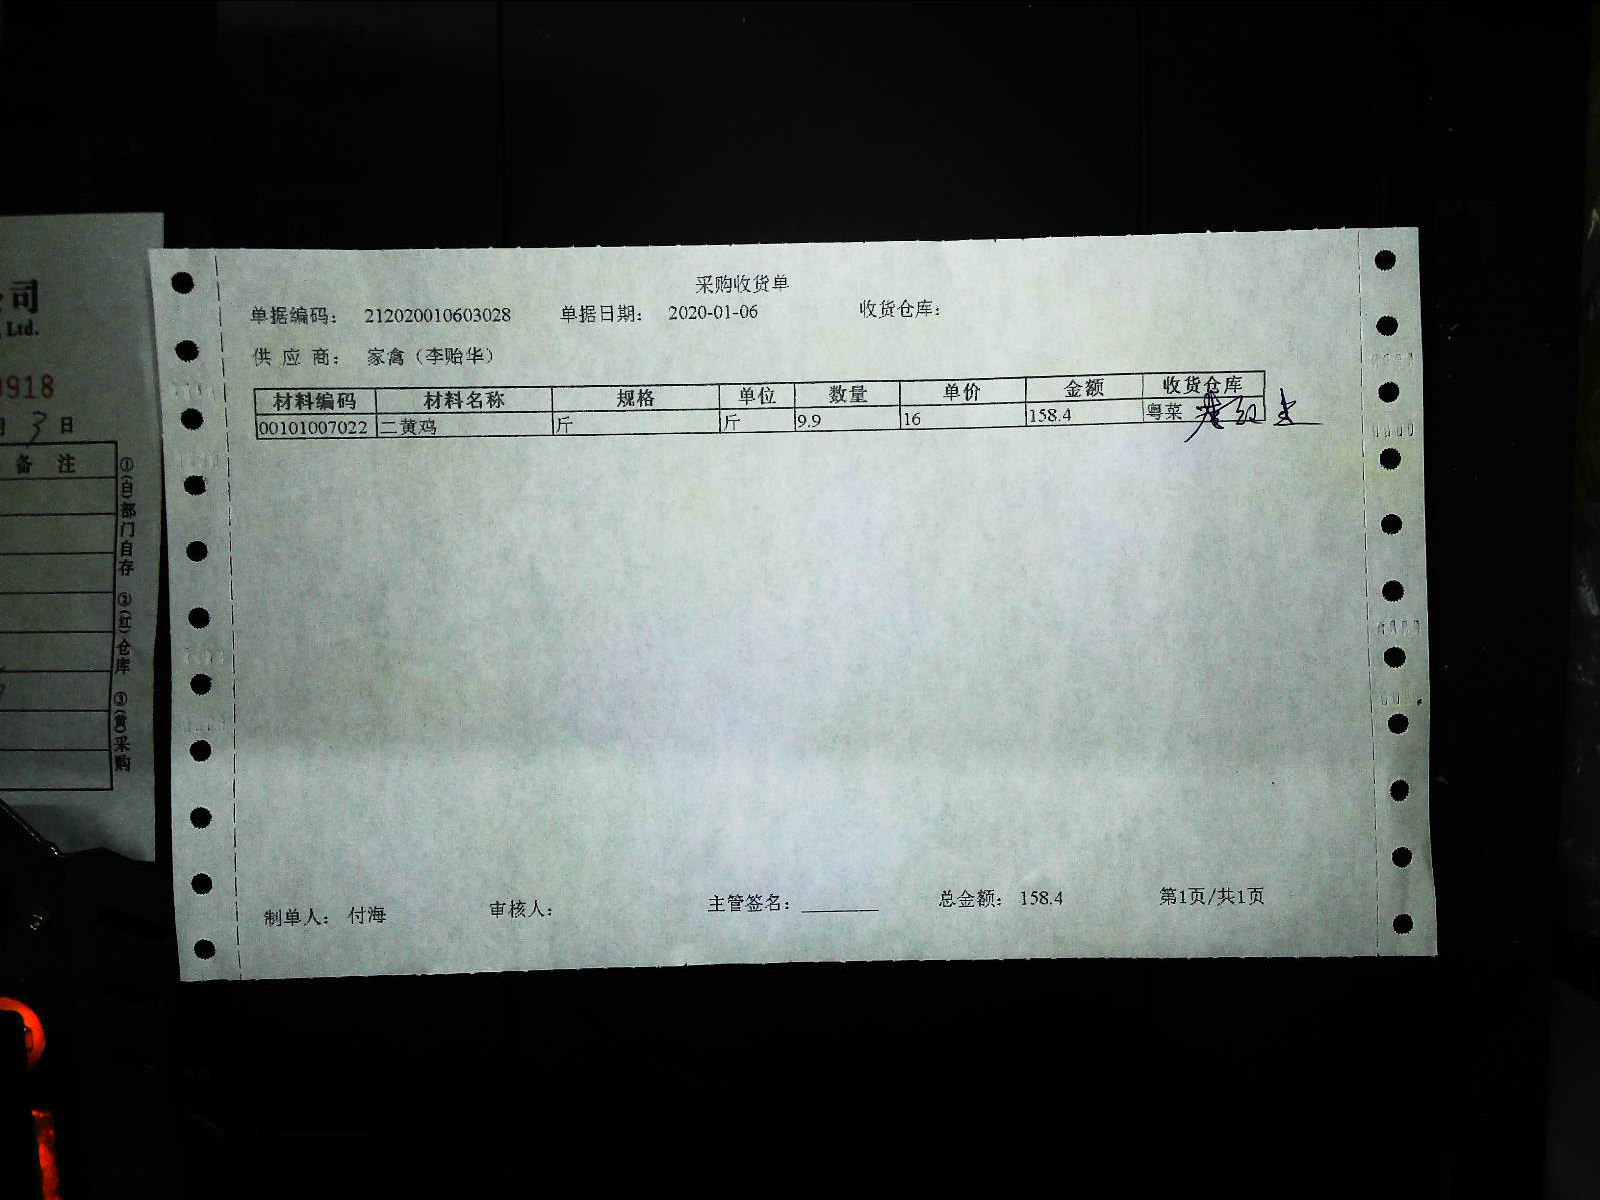 采购收货单
单据编码： 212020010603028 单据日期： 2020-01-06 收货仓库：
供 应 商： 家禽（李贻华）
材料编码 材料名称 规格 单位 数量 单价 金额 收货仓库
00101007022 二黄鸡 斤 斤 9.9 16 158.4 粤菜
制单人： 付海 审核人： 主管签名： 总金额： 158.4 第1页/共1页
司
Ltd.
918
3 日
备 注
①(白)部门自存 ②(红)仓库 ③(黄)采购